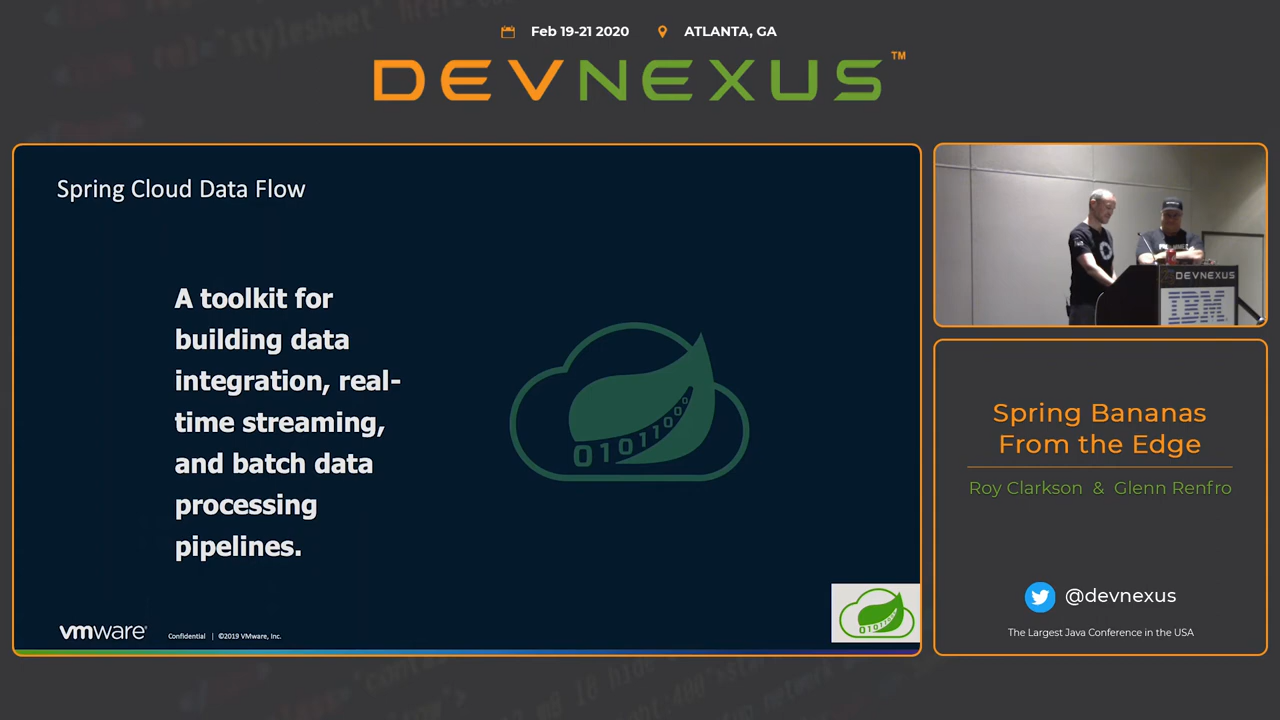 Feb 19-21 2020 ATLANTA, GA
DEVNEXUS™
Spring Cloud Data Flow
A toolkit for
building data
integration, real-
time streaming,
and batch data
processing
pipelines.
010110000
vmware® Confidential | ©2019 VMware, Inc.
DEVNEXUS
IBM
Spring Bananas
From the Edge
Roy Clarkson & Glenn Renfro
@devnexus
The Largest Java Conference in the USA